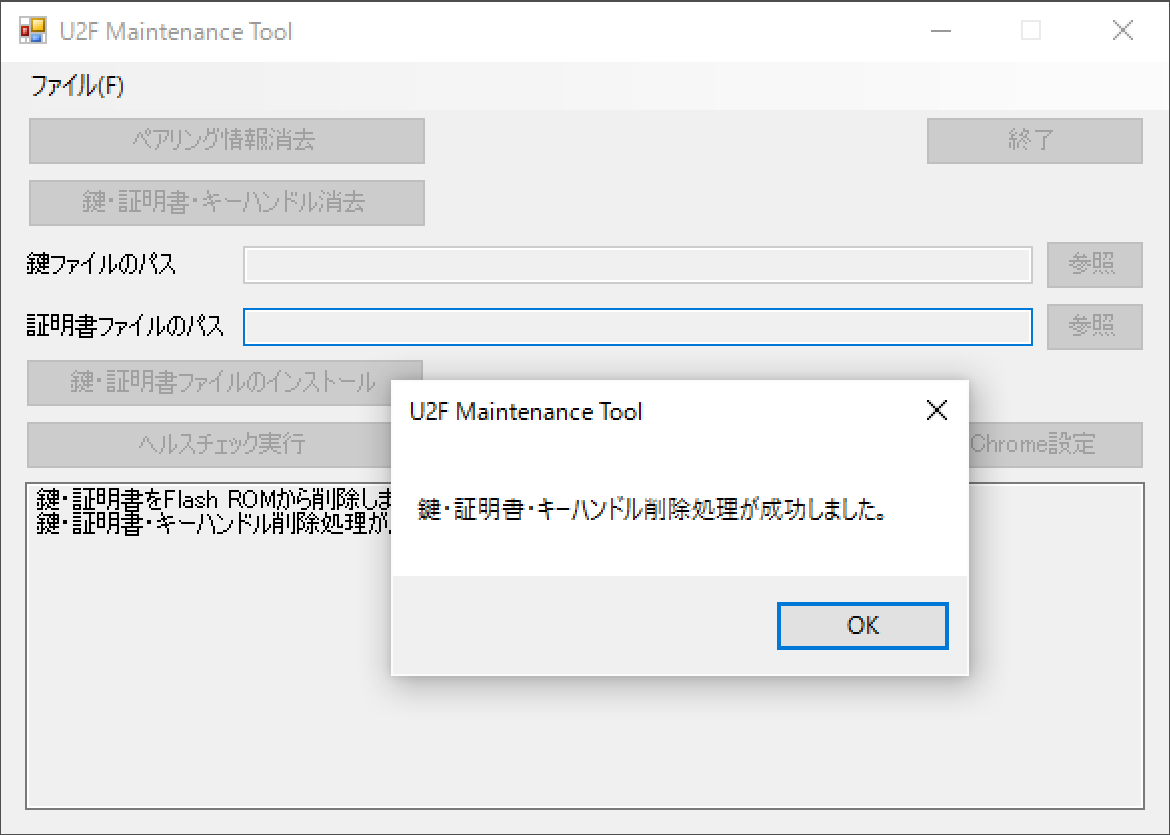 U2F Maintenance Tool
ファイル(F)
ペアリング情報消去
終了
鍵・証明書・キーハンドル消去
鍵ファイルのパス
参照
証明書ファイルのパス
参照
鍵・証明書ファイルのインストール
ヘルスチェック実行
Chrome設定
鍵・証明書をFlash ROMから削除しま
鍵・証明書・キーハンドル削除処理が
U2F Maintenance Tool
鍵・証明書・キーハンドル削除処理が成功しました。
OK